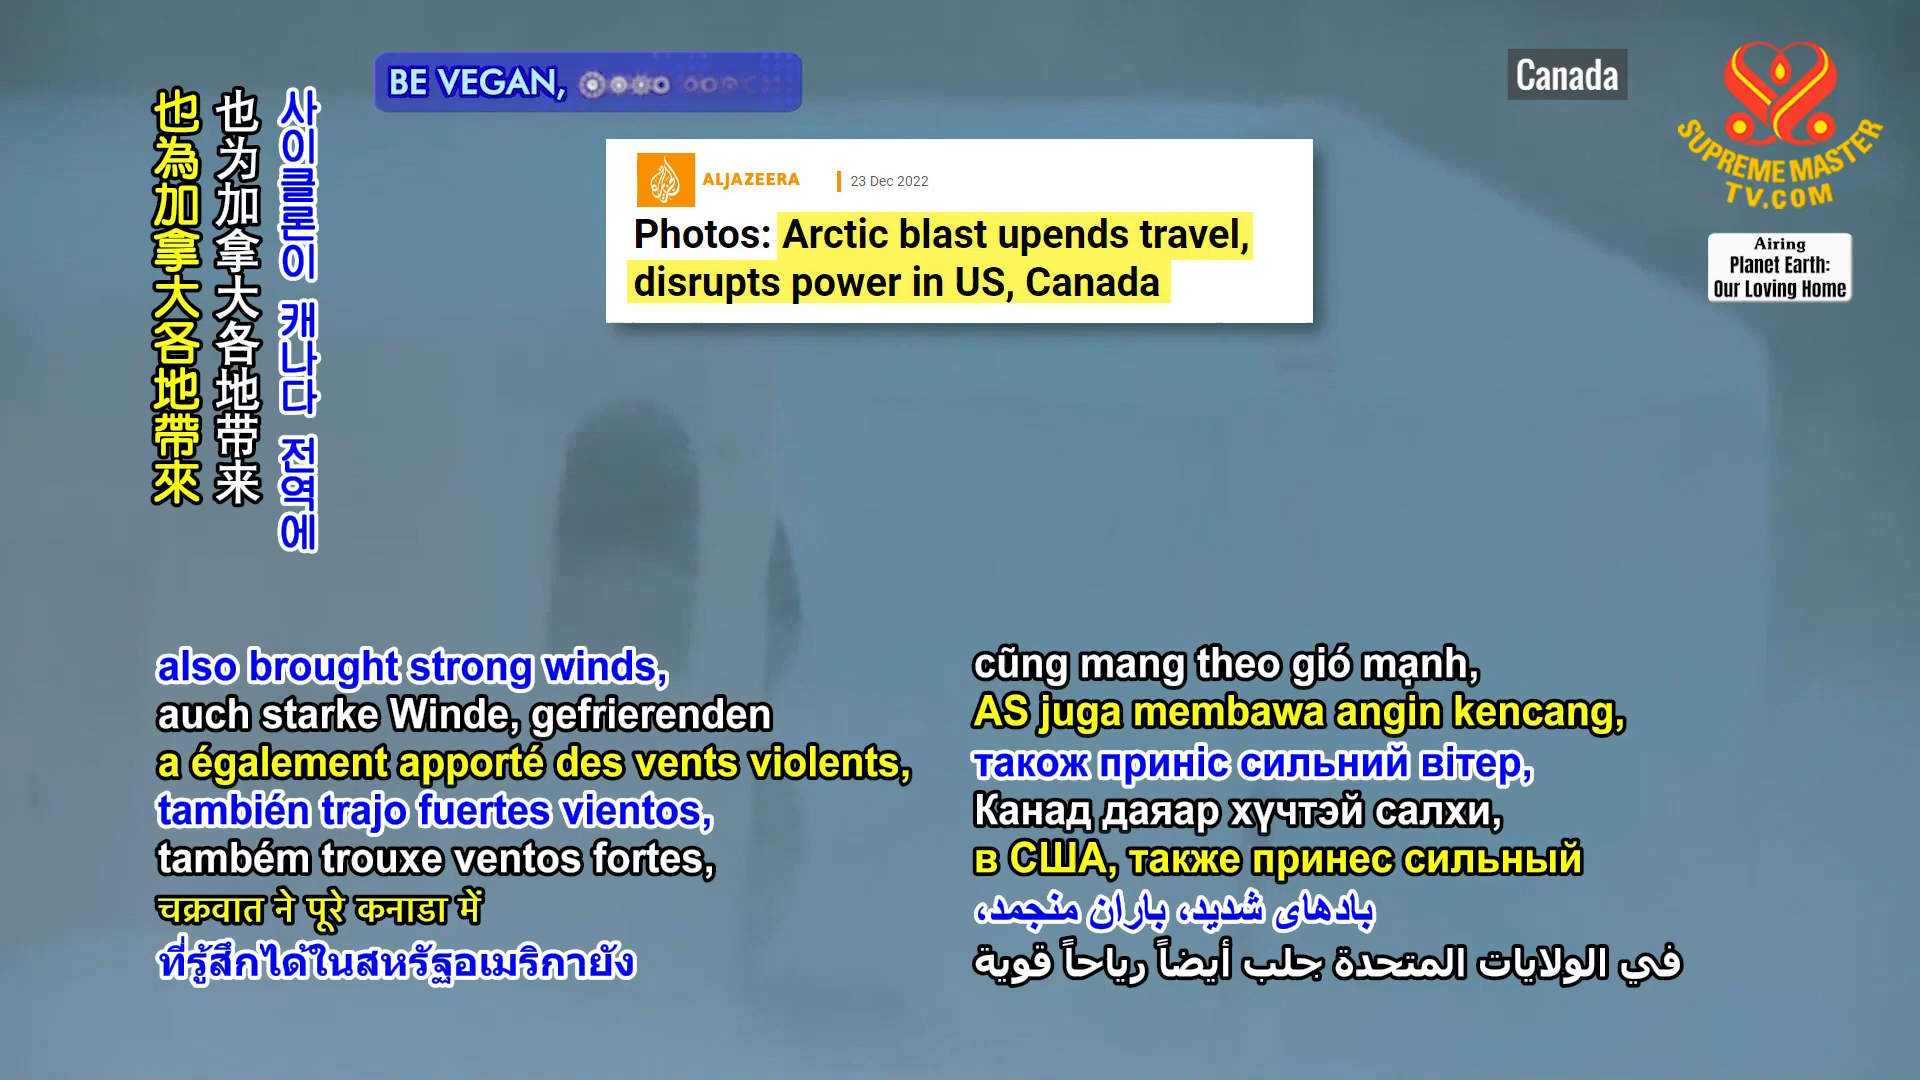 BE VEGAN,
Canada
SUPREME MASTER
TV.COM
Airing
Planet Earth:
Our Loving Home
ALJAZEERA
23 Dec 2022
Photos: Arctic blast upends travel,
disrupts power in US, Canada
사이클론이 캐나다 전역에
也为加拿大各地带来
也為加拿大各地帶來
also brought strong winds,
auch starke Winde, gefrierenden
a également apporté des vents violents,
también trajo fuertes vientos,
também trouxe ventos fortes,
चक्रवात ने पूरे कनाडा में
ที่รู้สึกได้ในสหรัฐอเมริกายัง
cũng mang theo gió mạnh,
AS juga membawa angin kencang,
також приніс сильний вітер,
Канад даяар хүчтэй салхи,
в США, также принес сильный
بادهای شدید، باران منجمد،
في الولايات المتحدة جلب أيضاً رياحاً قوية